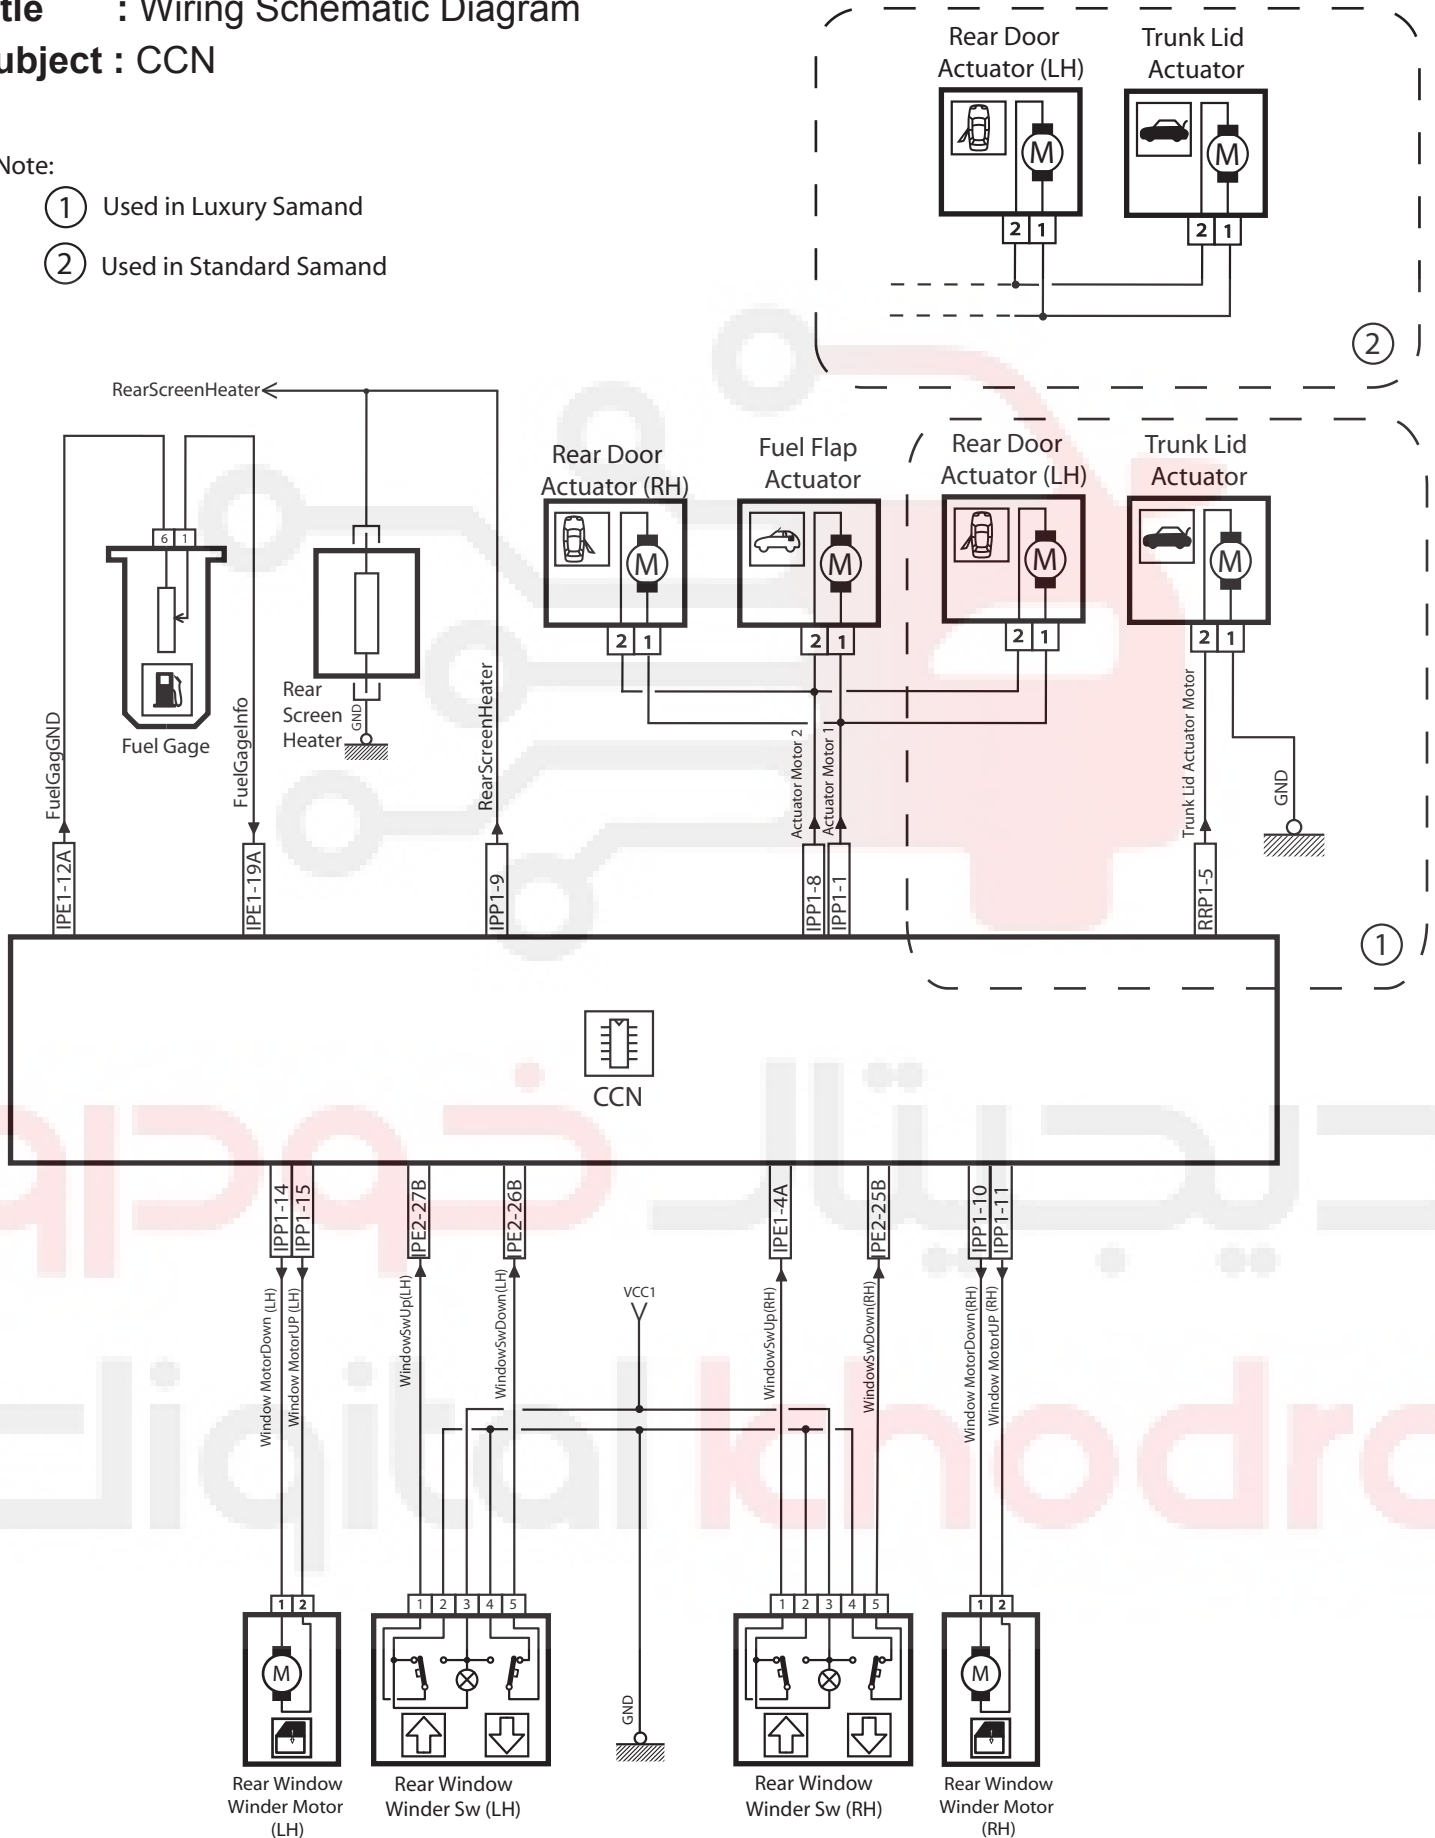 tle : Wiring Schematic Diagram
ubject : CCN
Note:
1 Used in Luxury Samand
2 Used in Standard Samand
Rear Door
Actuator (LH)
Trunk Lid
Actuator
M
M
2 1
2 1
2
RearScreenHeater
6 1
Fuel Gage
FuelGagGND
FuelGageInfo
Rear
Screen
Heater
GND
RearScreenHeater
Rear Door
Actuator (RH)
M
2 1
Fuel Flap
Actuator
M
2 1
Rear Door
Actuator (LH)
M
2 1
Trunk Lid
Actuator
M
2 1
Actuator Motor 2
Actuator Motor 1
Trunk Lid Actuator Motor
GND
IPE1-12A
IPE1-19A
IPP1-9
IPP1-8
IPP1-1
RRP1-5
1
CCN
دیجیتال خودرو
IPP1-14
IPP1-15
IPE2-27B
IPE2-26B
IPE1-4A
IPE2-25B
IPP1-10
IPP1-11
Window MotorDown (LH)
Window MotorUP (LH)
WindowSwUp(LH)
WindowSwDown(LH)
VCC1
WindowSwUp(RH)
WindowSwDown(RH)
Window MotorDown(RH)
Window MotorUP (RH)
digital khodro
1 2
1 2 3 4 5
1 2 3 4 5
1 2
M
M
GND
Rear Window
Winder Motor
(LH)
Rear Window
Winder Sw (LH)
Rear Window
Winder Sw (RH)
Rear Window
Winder Motor
(RH)